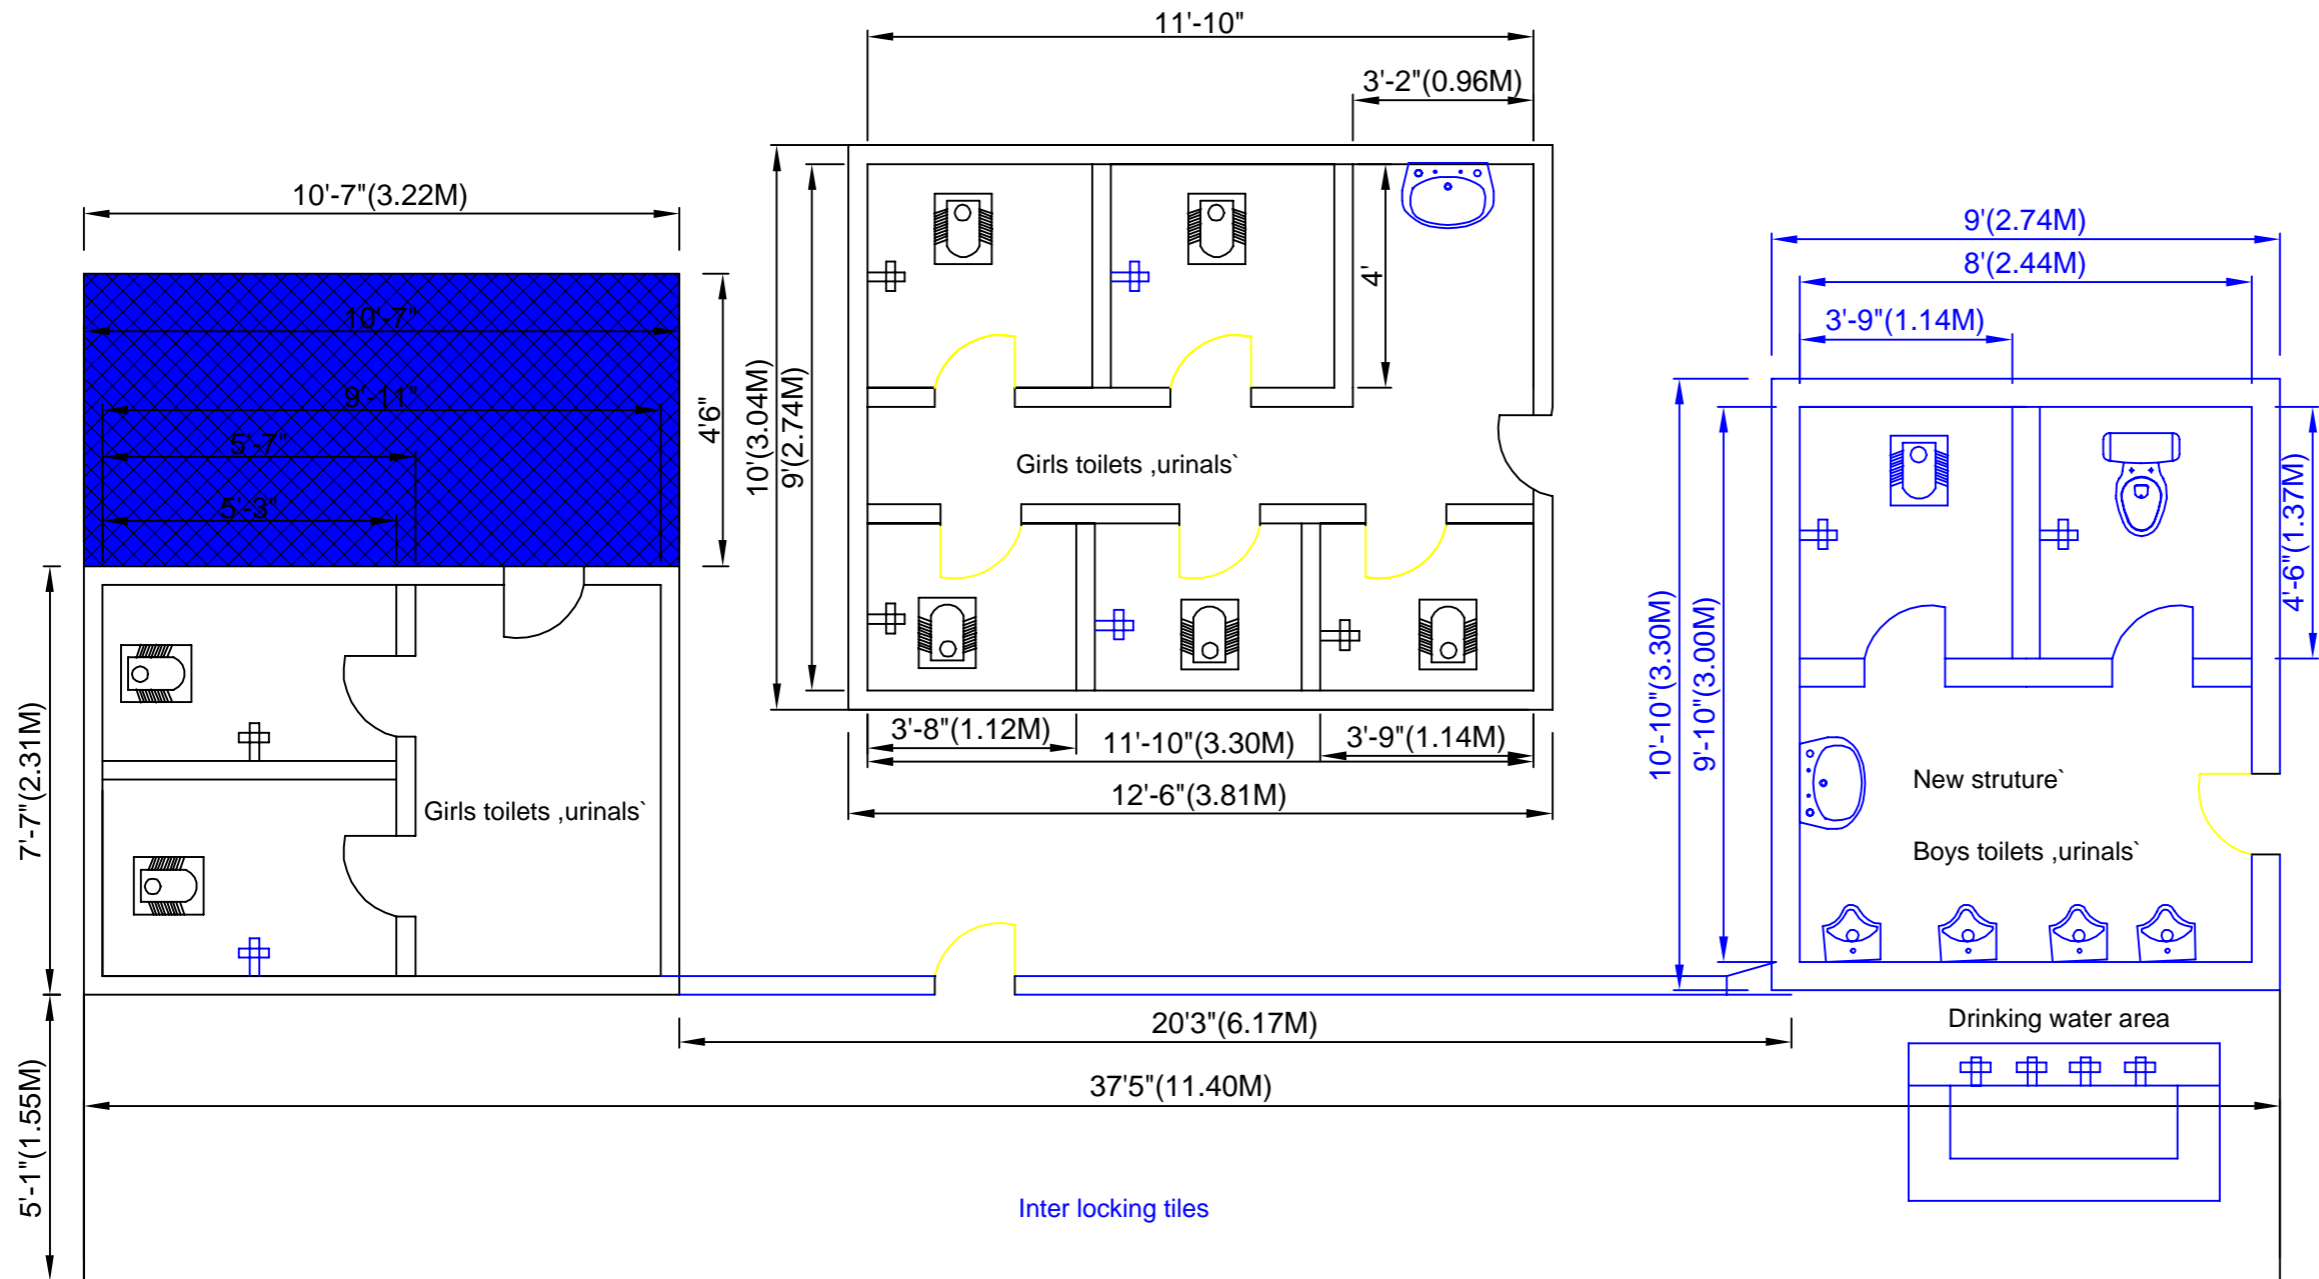 11'-10"
3'-2"(0.96M)
10'-7"(3.22M)
9'(2.74M)
8'(2.44M)
3'-9"(1.14M)
10'-7"
9'-11"
5'-7"
5'-3"
4'6"
10'(3.04M)
9'(2.74M)
4'
Girls toilets ,urinals`
4'-6"(1.37M)
10'-10"(3.30M)
9'-10"(3.00M)
3'-8"(1.12M)
11'-10"(3.30M)
3'-9"(1.14M)
12'-6"(3.81M)
7'-7"(2.31M)
Girls toilets ,urinals`
New struture`
Boys toilets ,urinals`
20'3"(6.17M)
Drinking water area
37'5"(11.40M)
5'-1"(1.55M)
Inter locking tiles